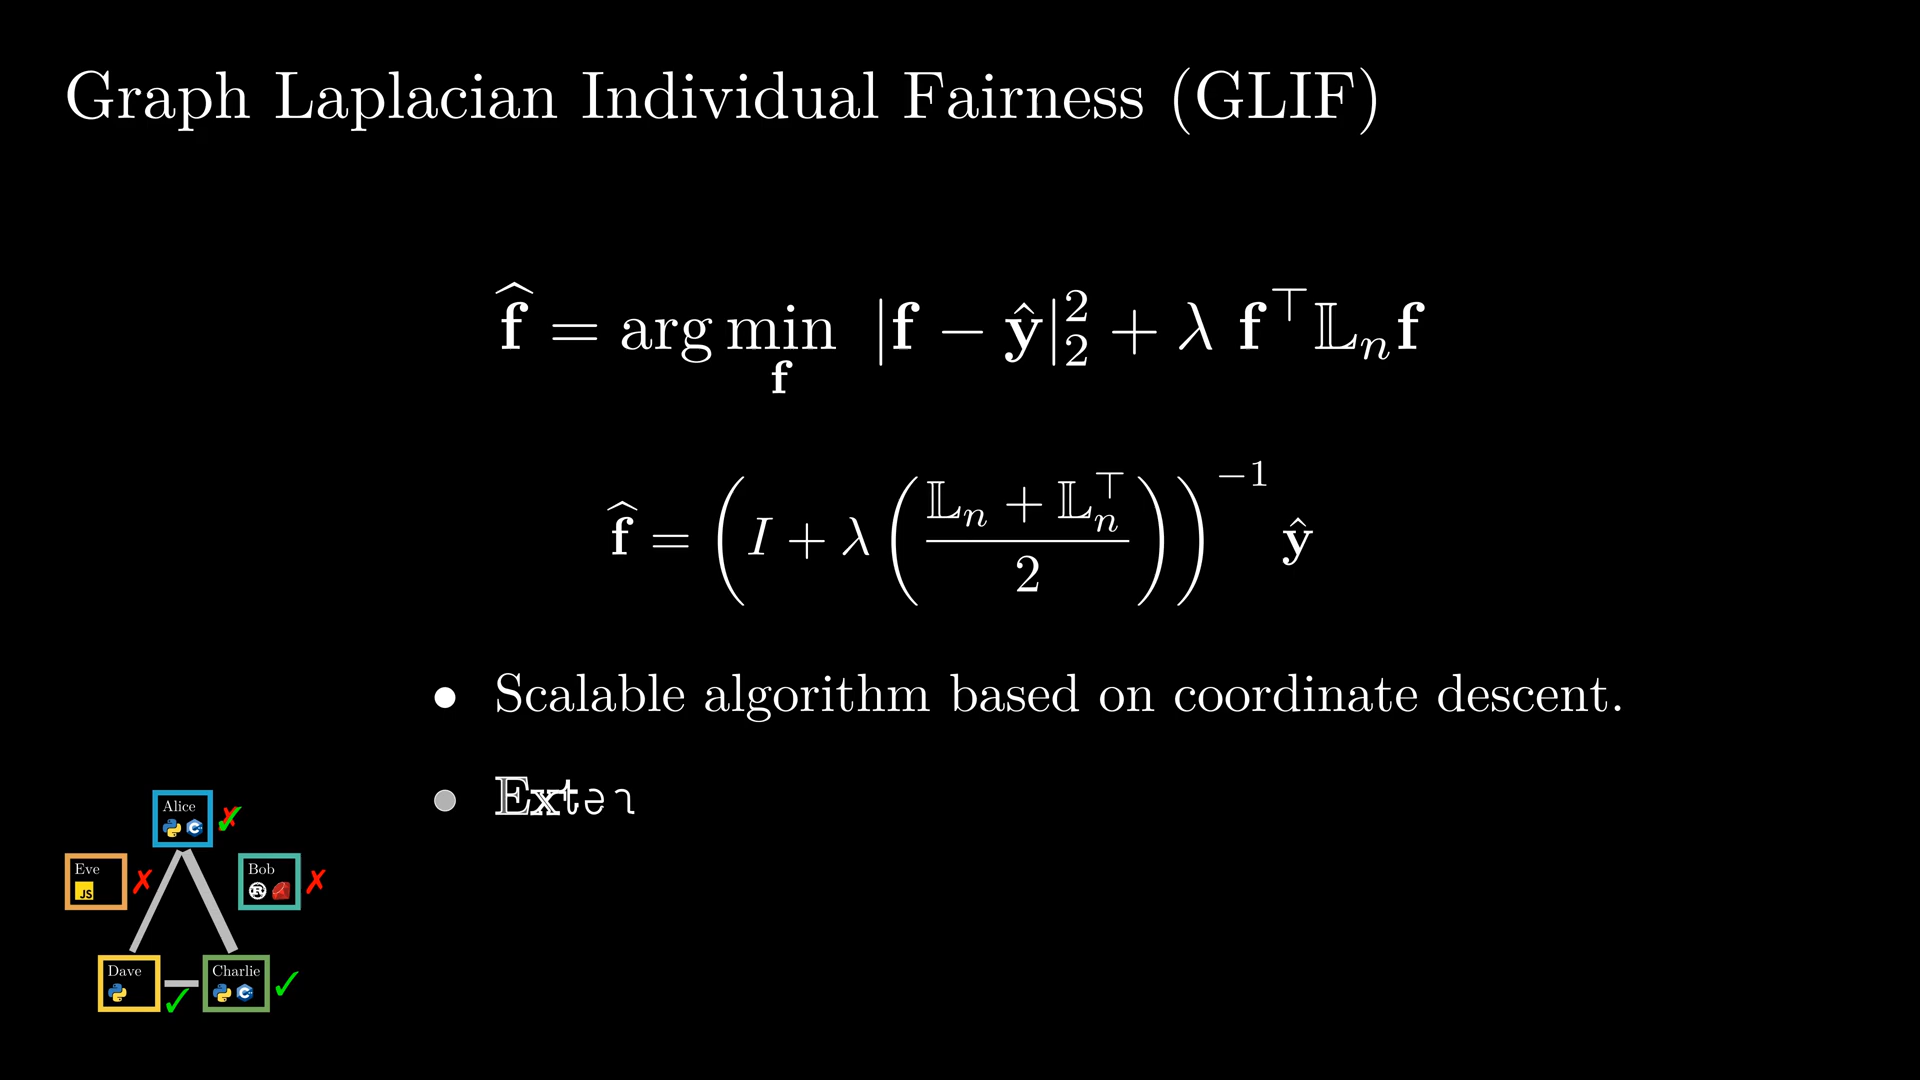 Graph Laplacian Individual Fairness (GLIF)
f̂ = arg min_f |f − ŷ|₂² + λ f^⊤ 𝕃ₙ f
f̂ = (I + λ((𝕃ₙ + 𝕃ₙ^⊤)/2))^−1 ŷ
• Scalable algorithm based on coordinate descent.
Alice
Eve
JS
Bob
Dave
Charlie